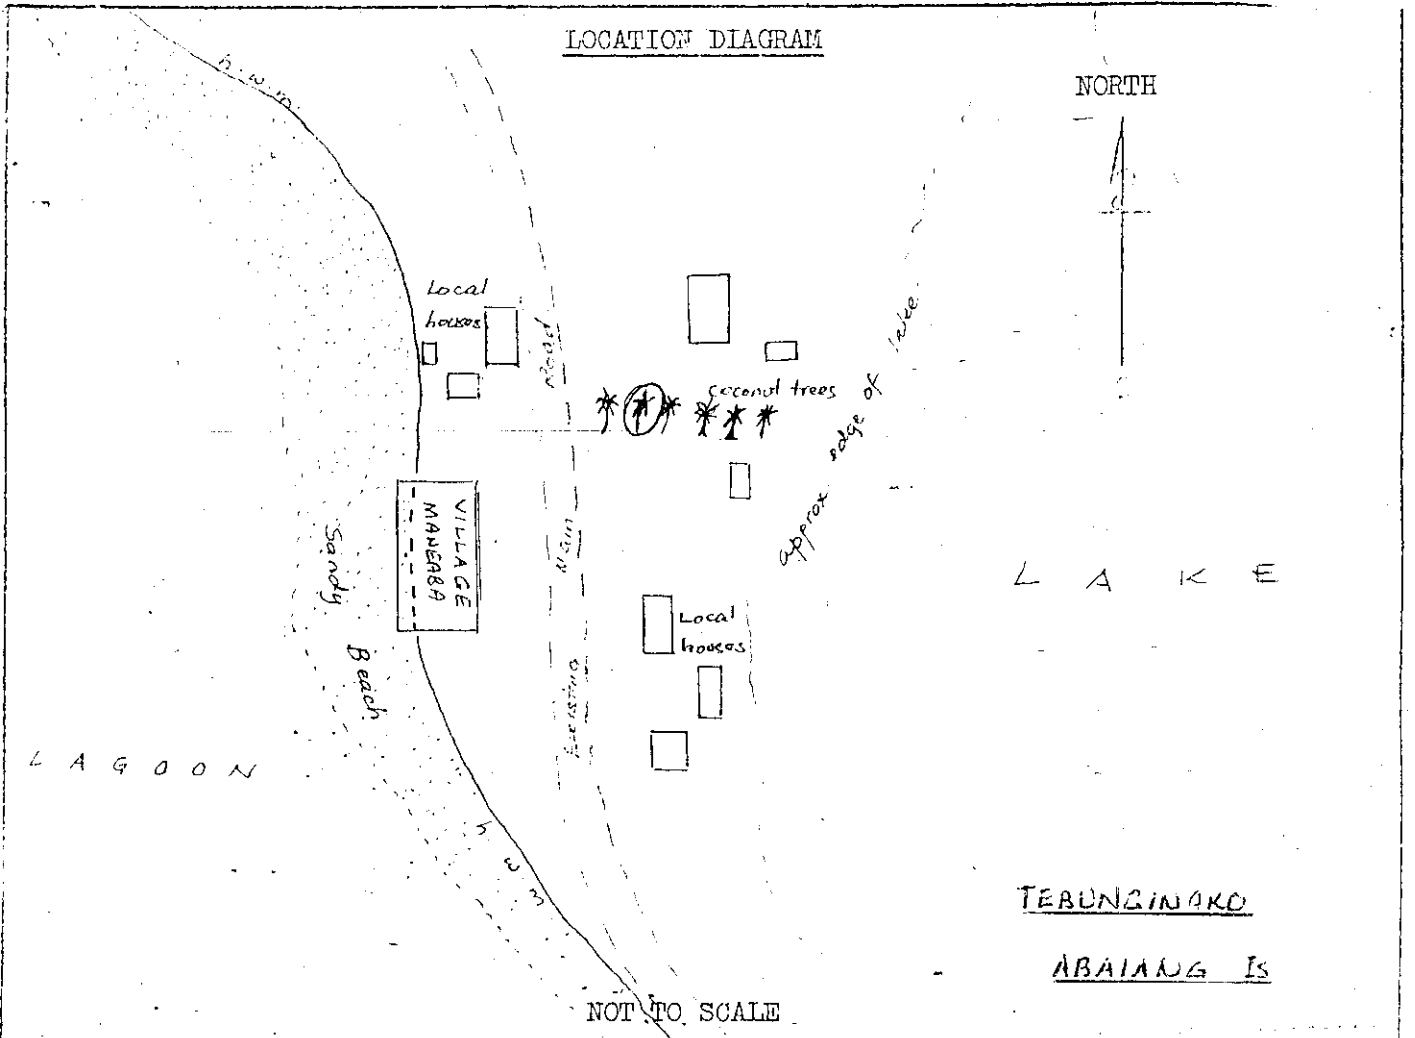 LOCATION DIAGRAM
NORTH
h.w.m.
Local
houses
Road
coconut trees
approx edge of lake
VILLAGE
MANEABA
Main
Sandy
Beach
LAKE
Local
houses
Existing
LAGOON
h w m
TEBUNGINAKO
ABAIANG Is
NOT TO SCALE